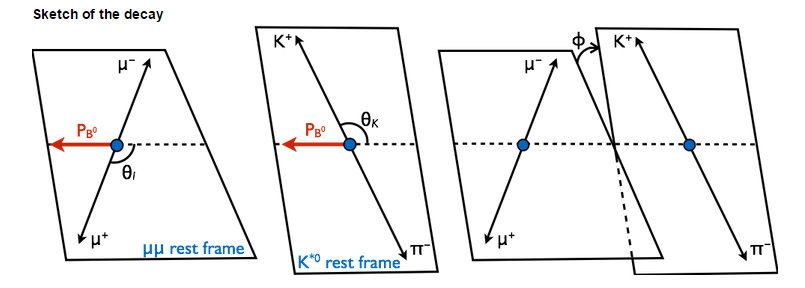 Sketch of the decay
μ⁻
P_B⁰
θ_l
μ⁺
μμ rest frame
K⁺
P_B⁰
θ_K
π⁻
K*⁰ rest frame
ϕ
μ⁻
K⁺
μ⁺
π⁻